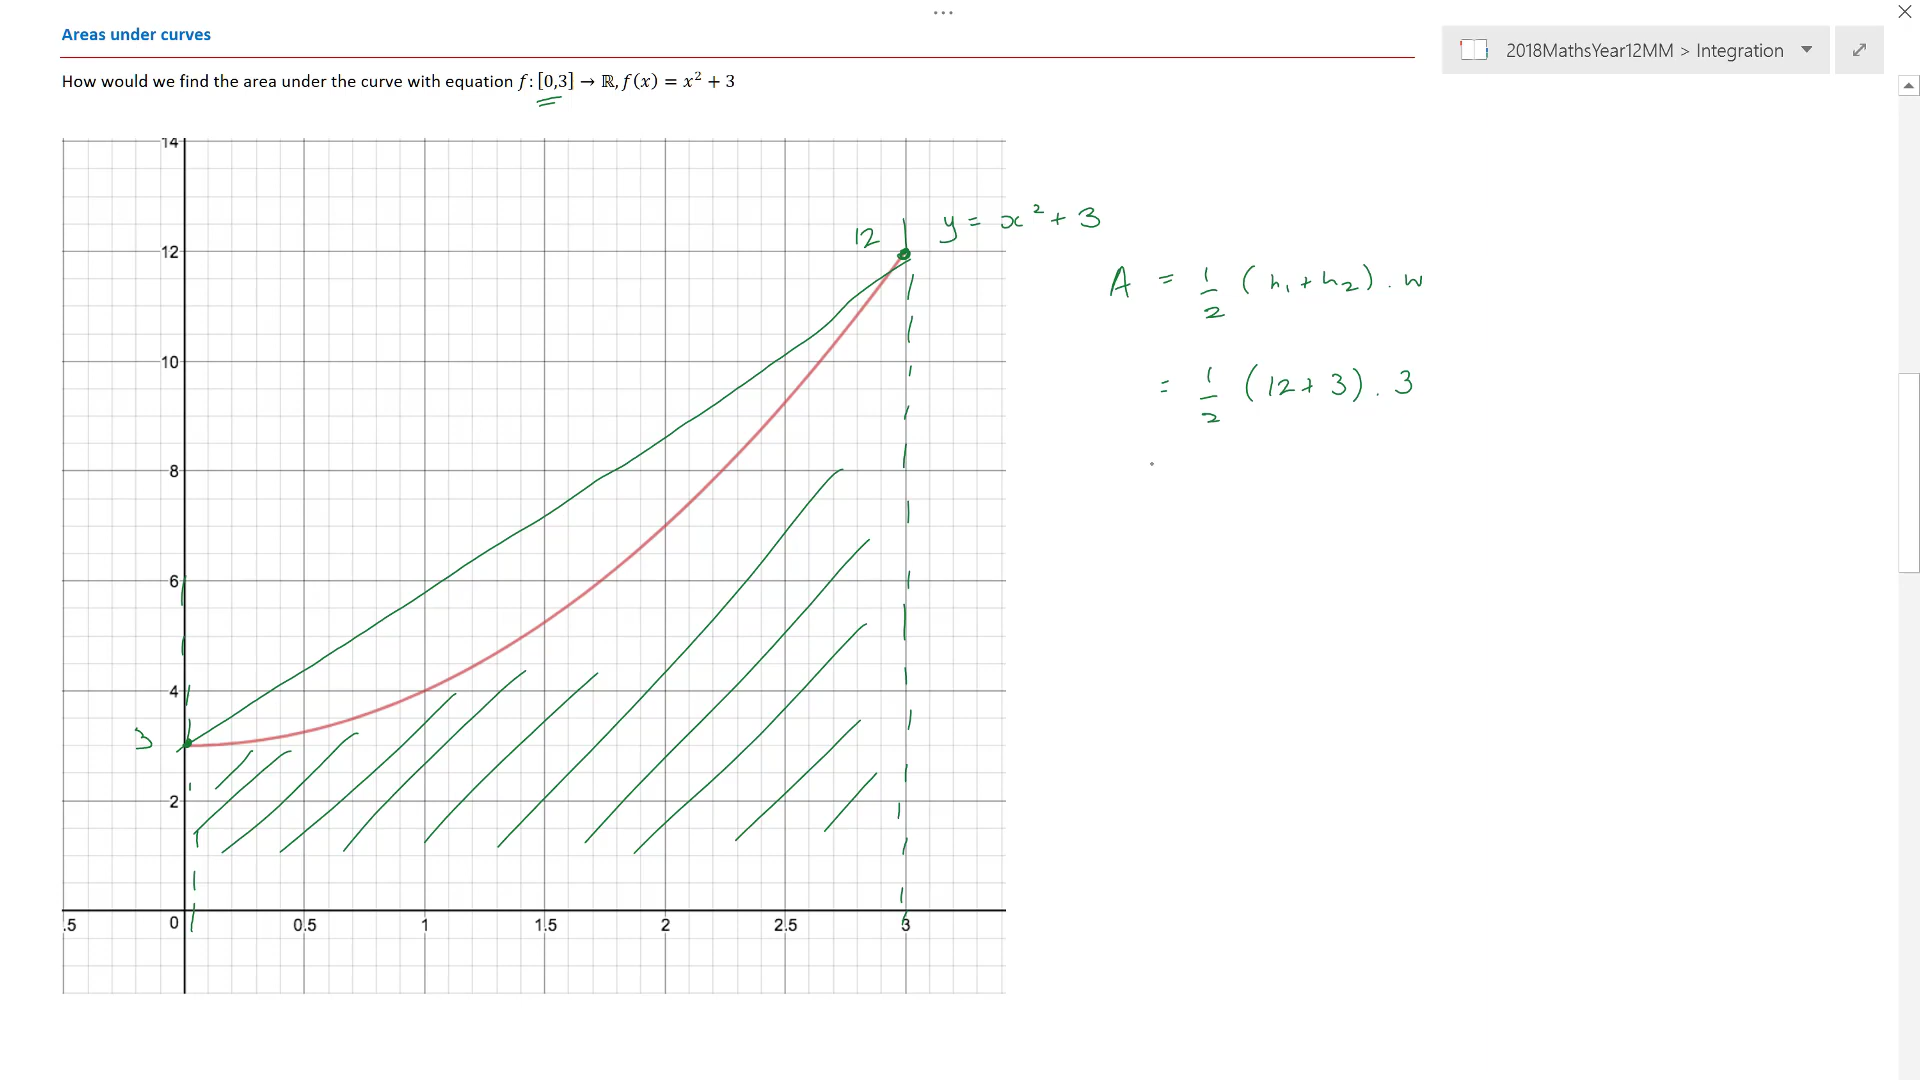 Areas under curves
2018MathsYear12MM > Integration
How would we find the area under the curve with equation f: [0,3] → ℝ, f(x) = x² + 3
14
12
10
8
6
4
2
0
.5
0.5
1
1.5
2
2.5
3
3
12
y = x² + 3
A = 1/2 (h₁ + h₂) . w
= 1/2 (12 + 3) . 3